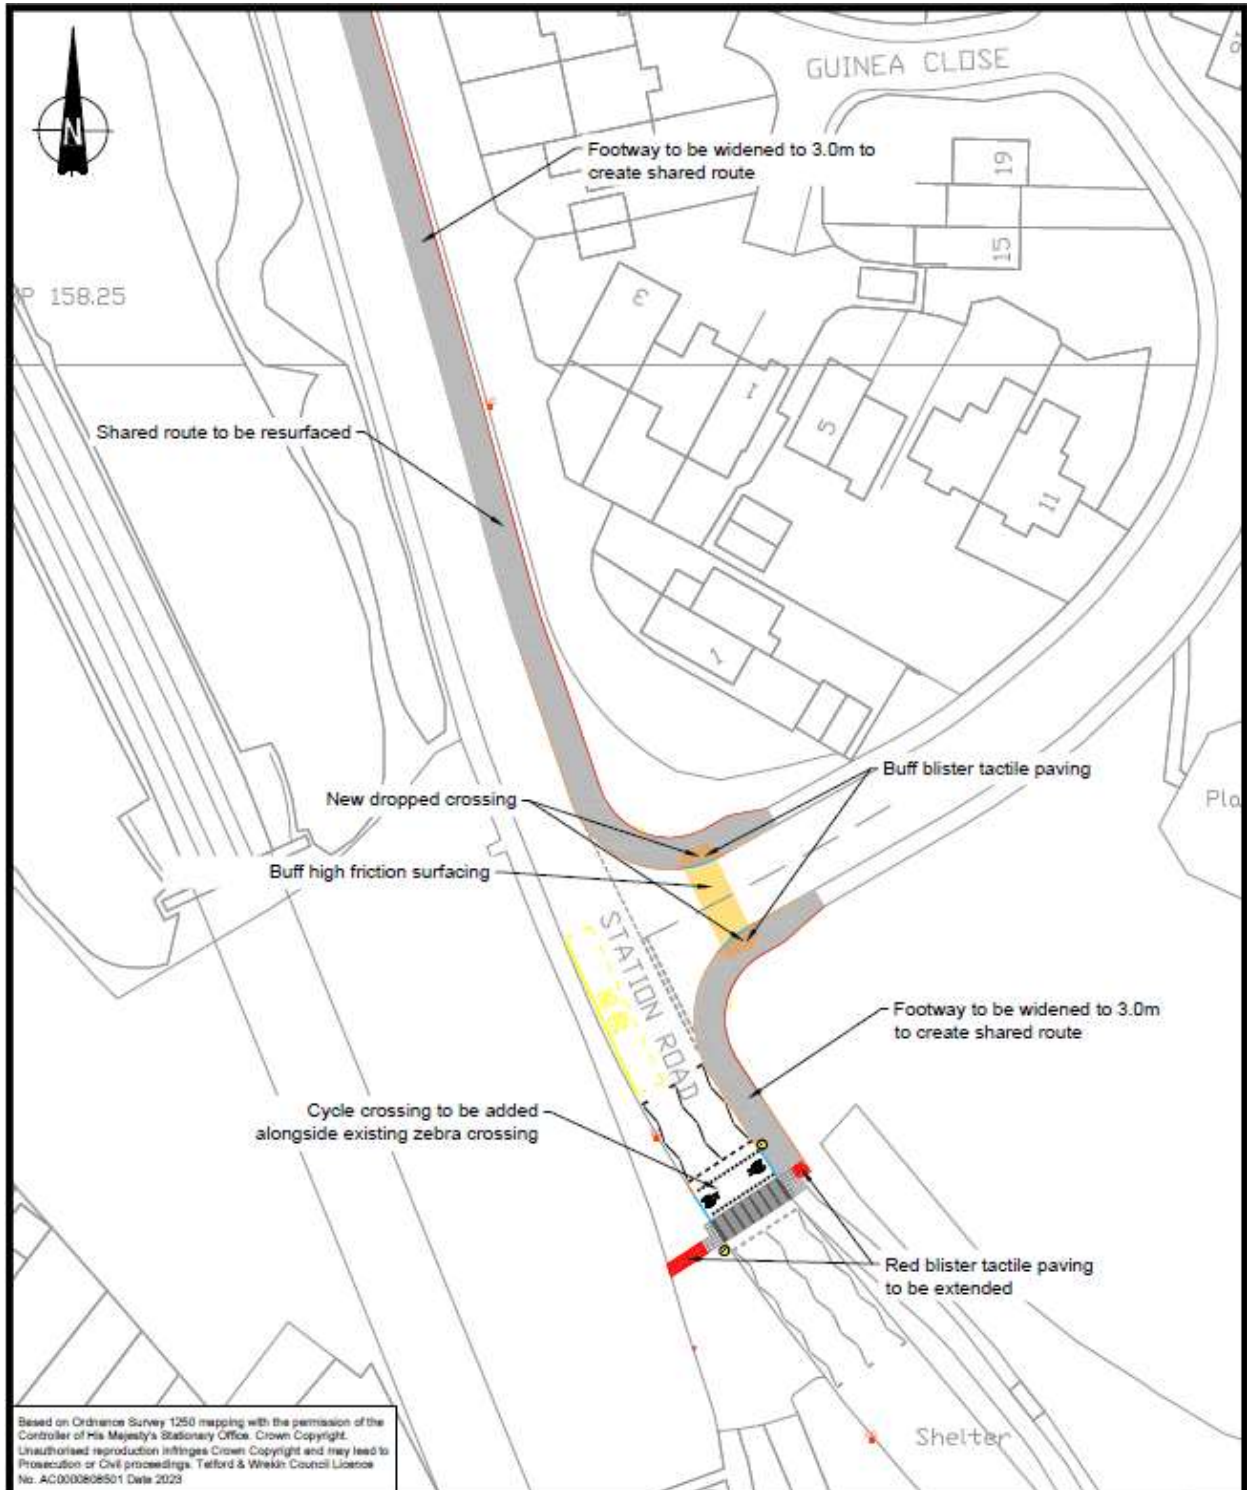 GUINEA CLOSE
N
Footway to be widened to 3.0m to
create shared route
19
15
3
P 158.25
1
5
11
Shared route to be resurfaced
1
Buff blister tactile paving
New dropped crossing
Pla
Buff high friction surfacing
STATION ROAD
Footway to be widened to 3.0m
to create shared route
Cycle crossing to be added
alongside existing zebra crossing
Red blister tactile paving
to be extended
Based on Ordnance Survey 1250 mapping with the permission of the
Controller of His Majesty's Stationary Office. Crown Copyright.
Unauthorised reproduction infringes Crown Copyright and may lead to
Prosecution or Civil proceedings. Telford & Wrekin Council Licence
No. AC0000808501 Date 2023
Shelter